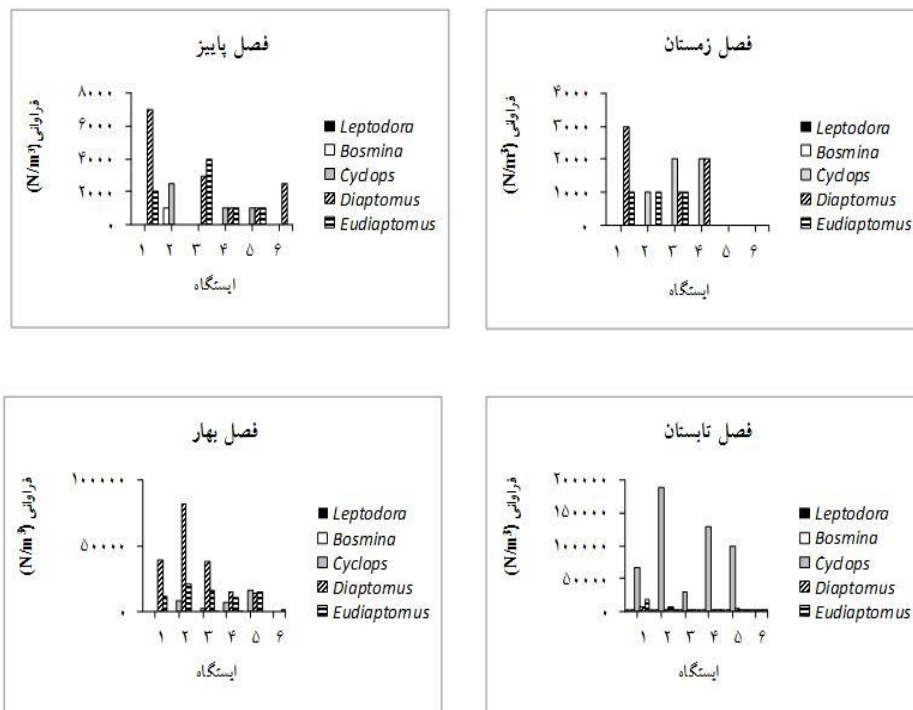 فصل پاییز
فراوانی (N/m³)
۸۰۰۰
۶۰۰۰
۴۰۰۰
۲۰۰۰
۰
۱ ۲ ۳ ۴ ۵ ۶
ایستگاه
Leptodora
Bosmina
Cyclops
Diaptomus
Eudiaptomus
فصل زمستان
فراوانی (N/m³)
۴۰۰۰
۳۰۰۰
۲۰۰۰
۱۰۰۰
۰
۱ ۲ ۳ ۴ ۵ ۶
ایستگاه
Leptodora
Bosmina
Cyclops
Diaptomus
Eudiaptomus
فصل بهار
فراوانی (N/m³)
۱۰۰۰۰۰
۵۰۰۰۰
۰
۱ ۲ ۳ ۴ ۵ ۶
ایستگاه
Leptodora
Bosmina
Cyclops
Diaptomus
Eudiaptomus
فصل تابستان
فراوانی (N/m³)
۲۰۰۰۰۰
۱۵۰۰۰۰
۱۰۰۰۰۰
۵۰۰۰۰
۰
۱ ۲ ۳ ۴ ۵ ۶
ایستگاه
Leptodora
Bosmina
Cyclops
Diaptomus
Eudiaptomus